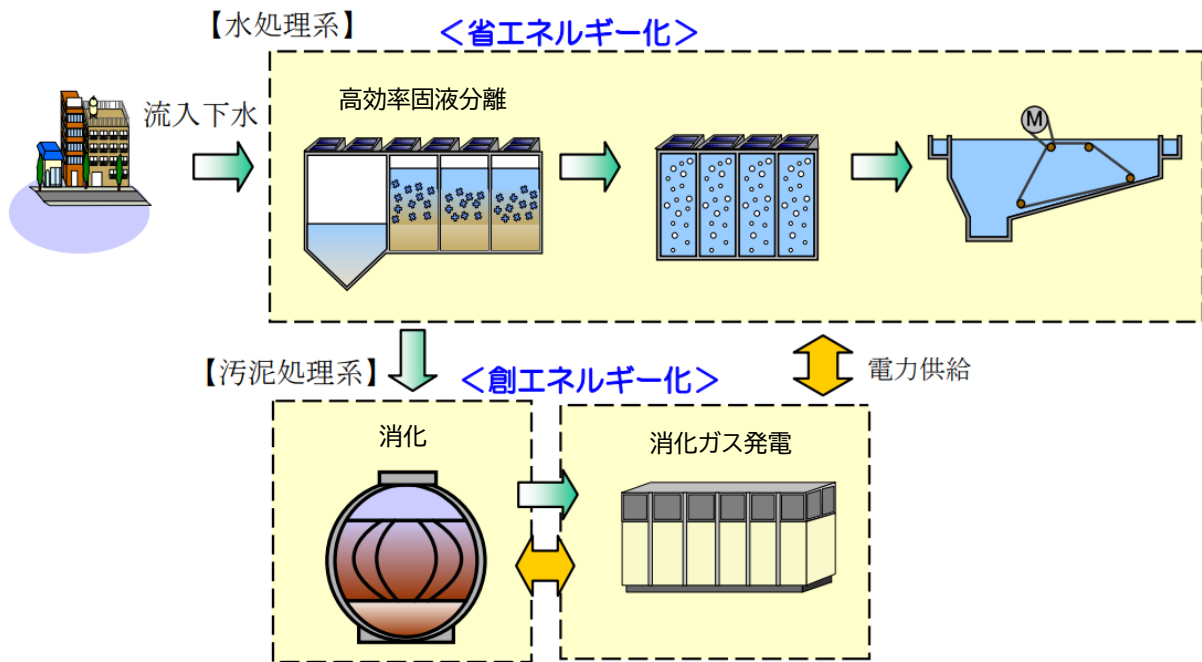 【水処理系】
＜省エネルギー化＞
流入下水
高効率固液分離
M
【汚泥処理系】
＜創エネルギー化＞
電力供給
消化
消化ガス発電